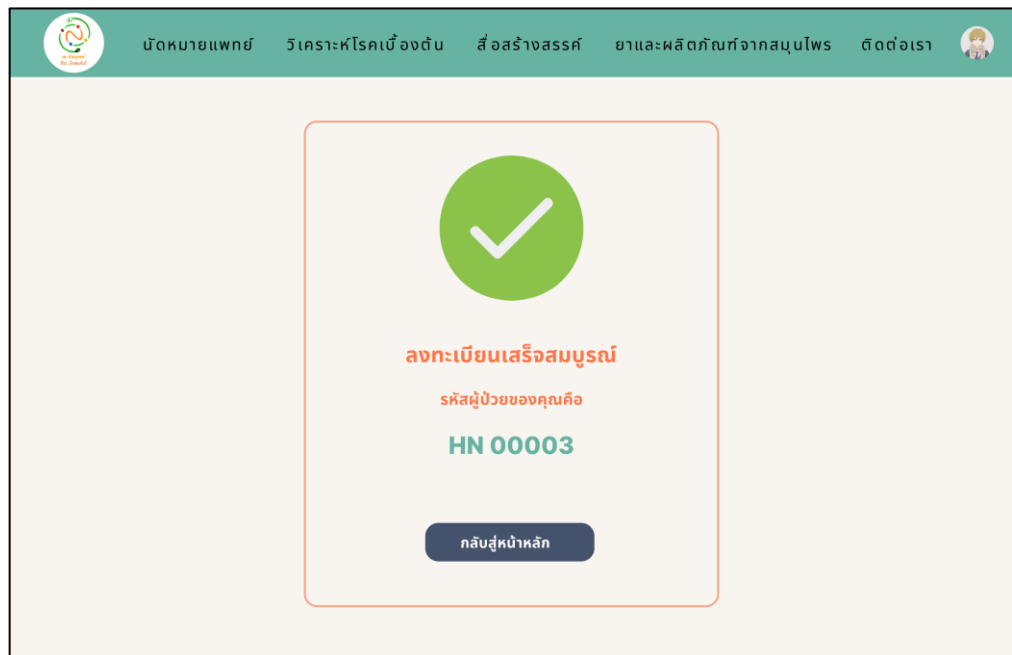 นัดหมายแพทย์ วิเคราะห์โรคเบื้องต้น สื่อสร้างสรรค์ ยาและผลิตภัณฑ์จากสมุนไพร ติดต่อเรา
ลงทะเบียนเสร็จสมบูรณ์
รหัสผู้ป่วยของคุณคือ
HN 00003
กลับสู่หน้าหลัก